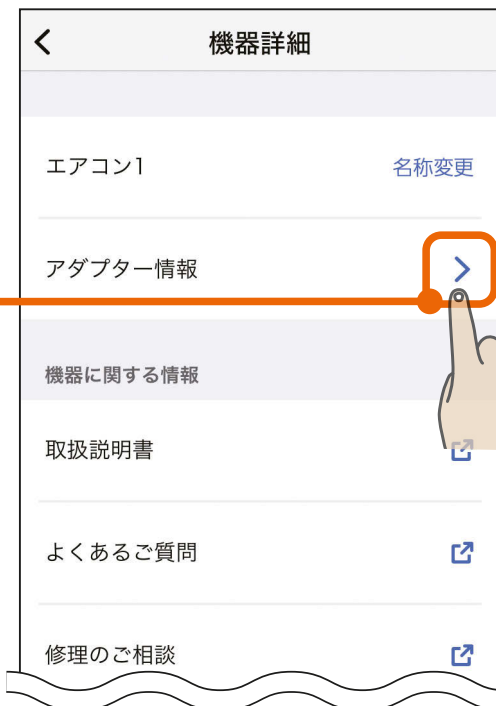 機器詳細
エアコン1
名称変更
アダプター情報
機器に関する情報
取扱説明書
よくあるご質問
修理のご相談